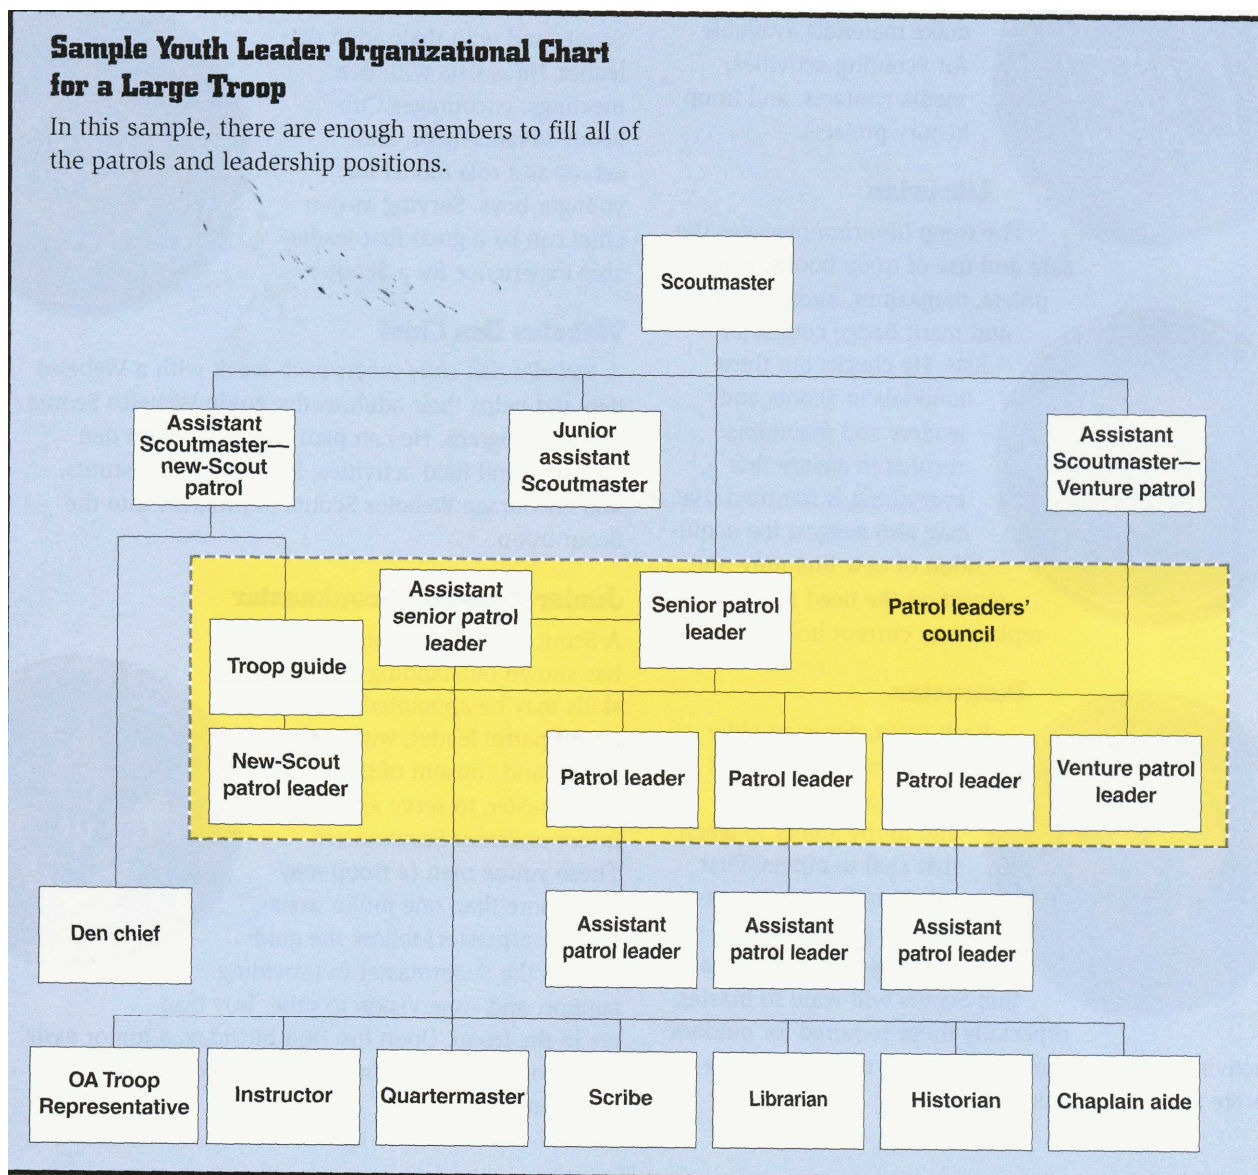 Sample Youth Leader Organizational Chart
for a Large Troop
In this sample, there are enough members to fill all of
the patrols and leadership positions.
Scoutmaster
Assistant
Scoutmaster—
new-Scout
patrol
Junior
assistant
Scoutmaster
Assistant
Scoutmaster—
Venture patrol
Assistant
senior patrol
leader
Senior patrol
leader
Patrol leaders'
council
Troop guide
New-Scout
patrol leader
Patrol leader
Patrol leader
Patrol leader
Venture patrol
leader
Den chief
Assistant
patrol leader
Assistant
patrol leader
Assistant
patrol leader
OA Troop
Representative
Instructor
Quartermaster
Scribe
Librarian
Historian
Chaplain aide